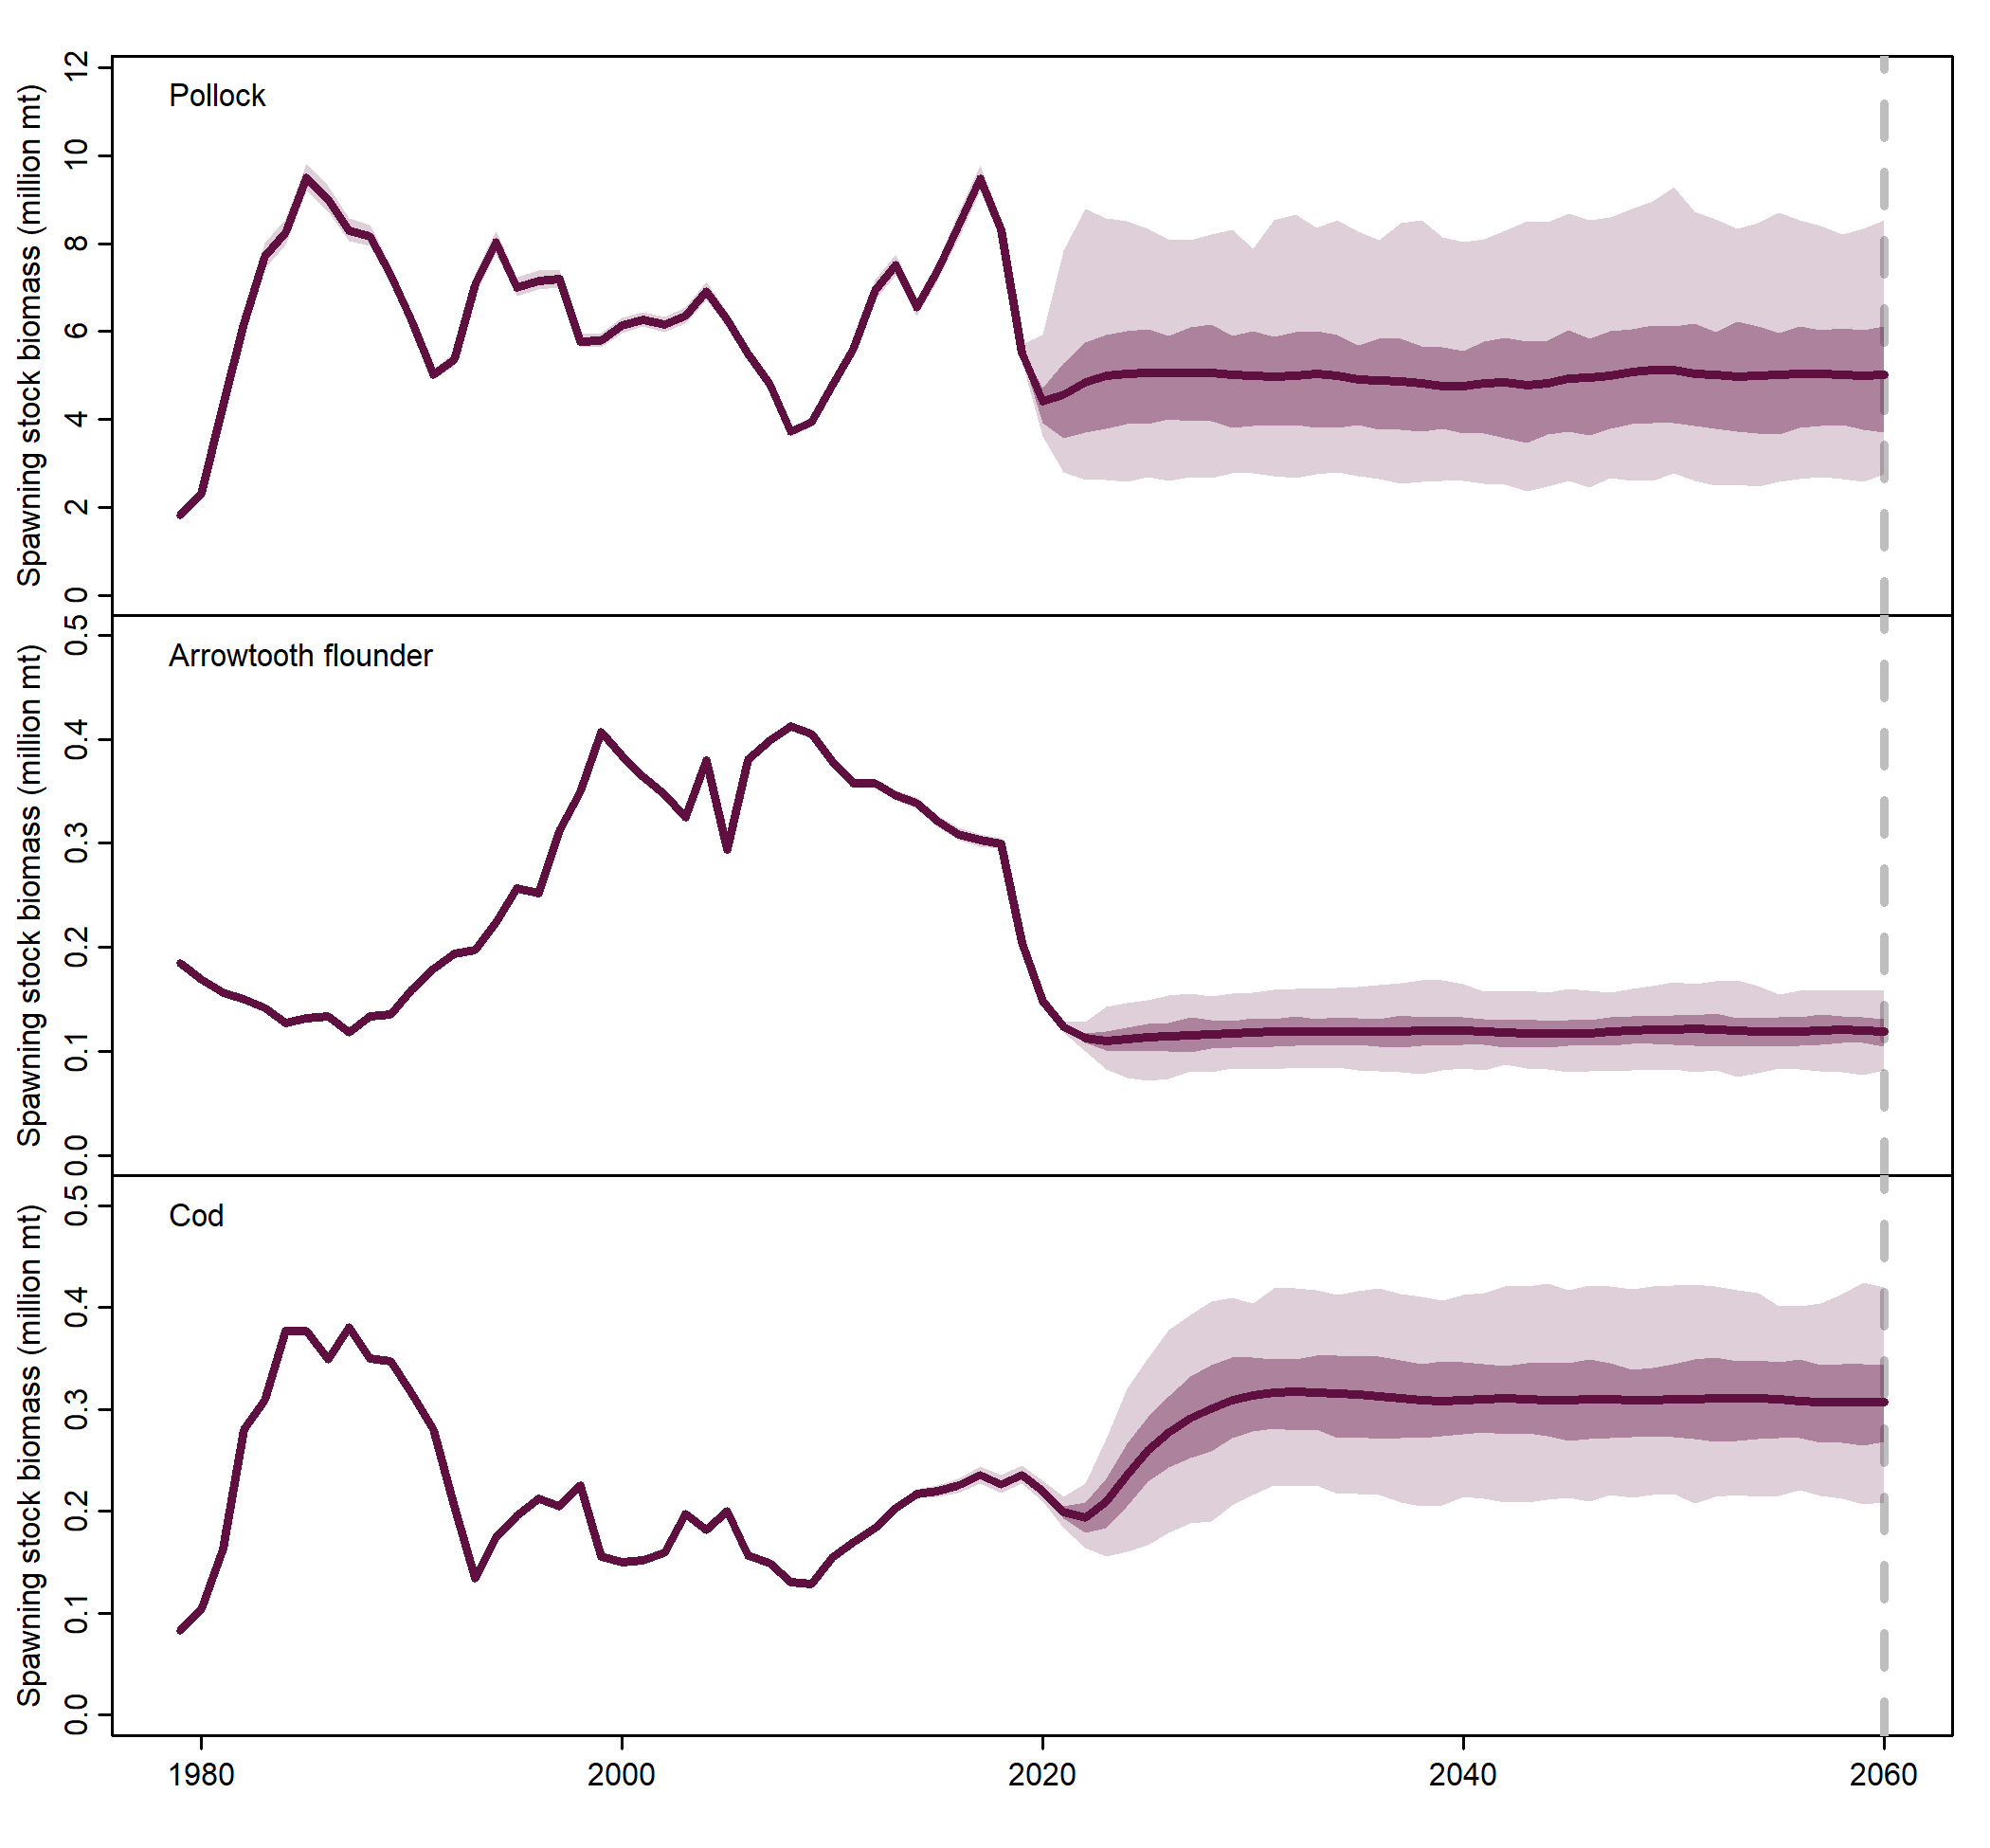 Pollock
Spawning stock biomass (million mt)
12
10
8
6
4
2
0
Arrowtooth flounder
Spawning stock biomass (million mt)
0.5
0.4
0.3
0.2
0.1
0.0
Cod
Spawning stock biomass (million mt)
0.5
0.4
0.3
0.2
0.1
0.0
1980 2000 2020 2040 2060